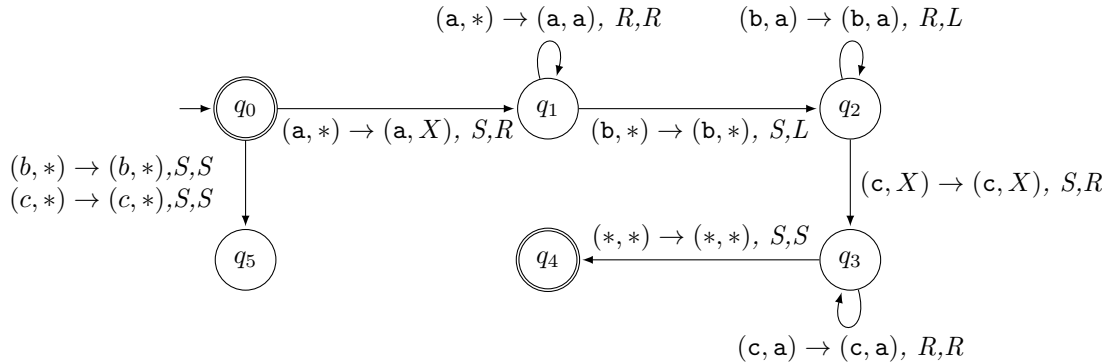 (a, ∗) → (a, a), R,R
(b, a) → (b, a), R,L
q0
q1
q2
(a, ∗) → (a, X), S,R
(b, ∗) → (b, ∗), S,L
(b, ∗) → (b, ∗),S,S
(c, ∗) → (c, ∗),S,S
(c, X) → (c, X), S,R
(∗, ∗) → (∗, ∗), S,S
q5
q4
q3
(c, a) → (c, a), R,R